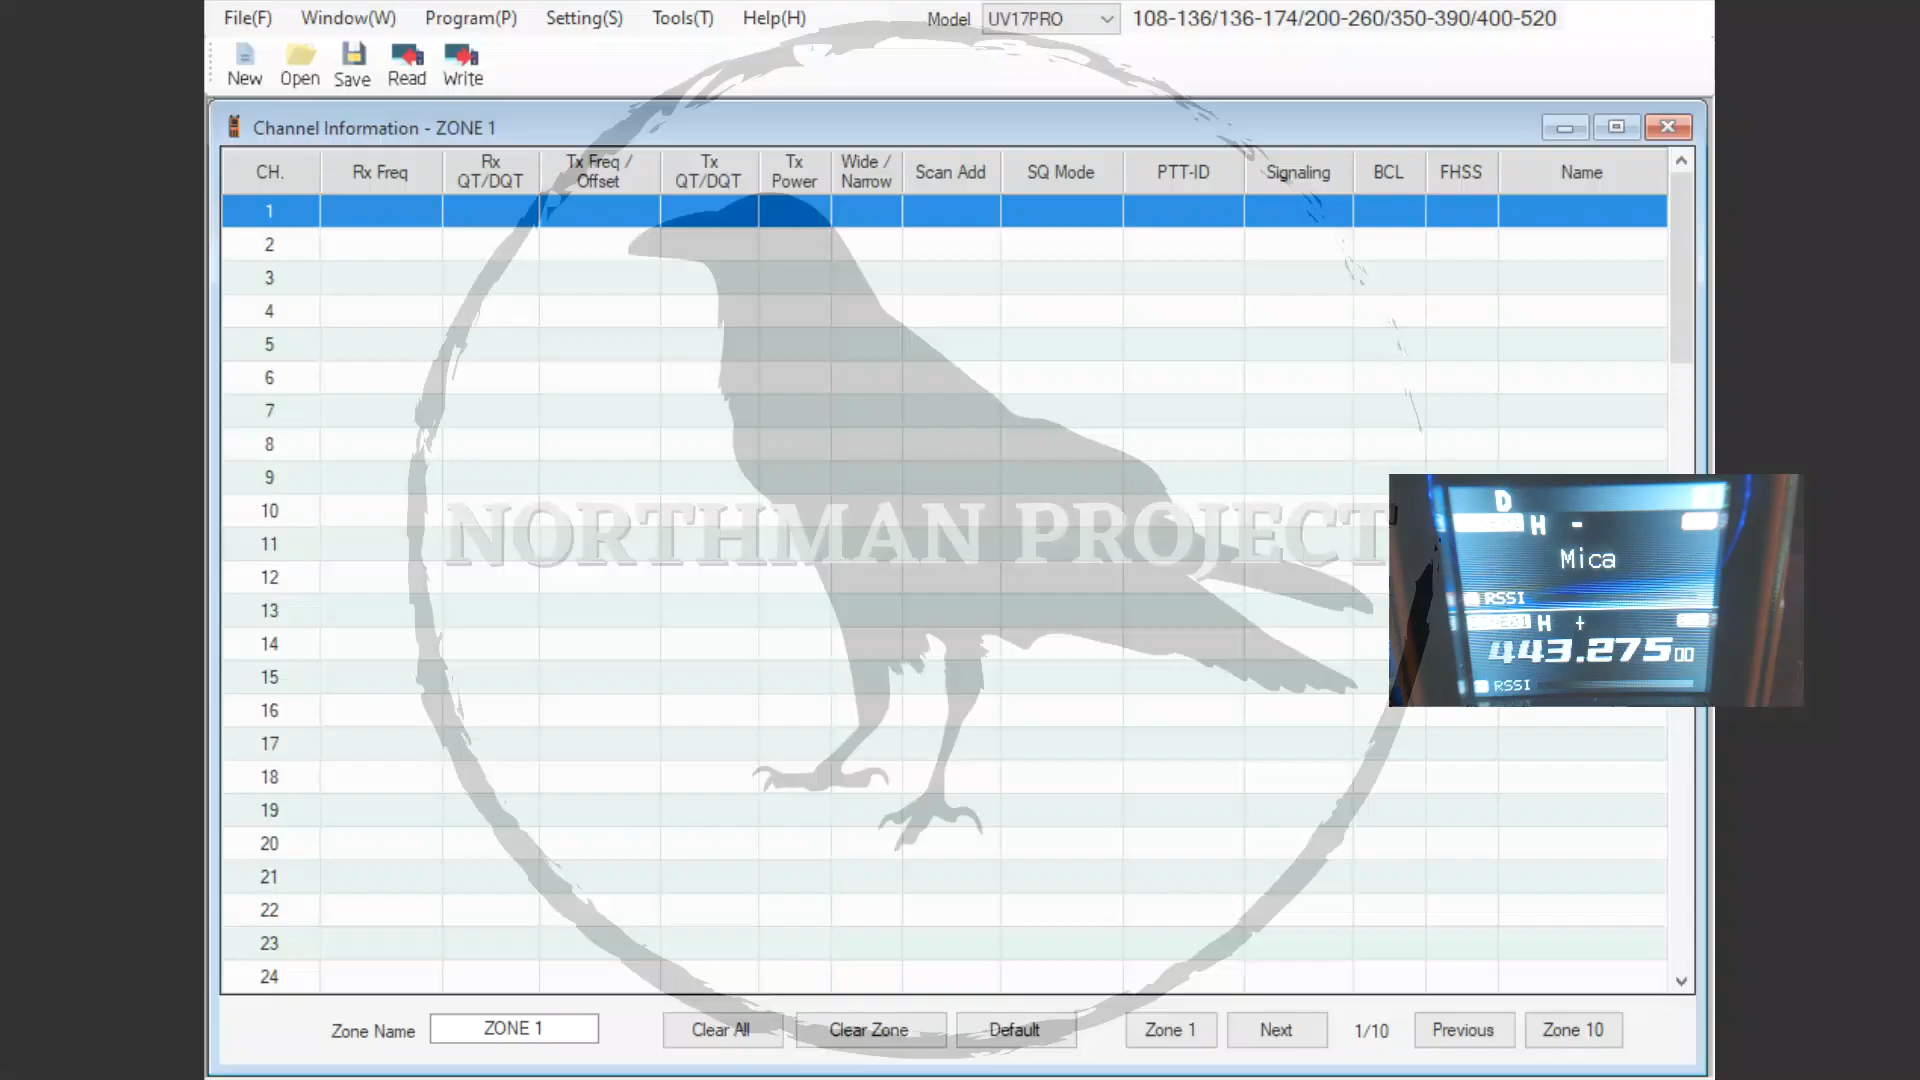 File(F) Window(W) Program(P) Setting(S) Tools(T) Help(H) Model UV17PRO 108-136/136-174/200-260/350-390/400-520
New Open Save Read Write
Channel Information - ZONE 1
CH. Rx Freq Rx QT/DQT Tx Freq / Offset Tx QT/DQT Tx Power Wide / Narrow Scan Add SQ Mode PTT-ID Signaling BCL FHSS Name
1
2
3
4
5
6
7
8
9
10
NORTHMAN PROJECT
11
12
13
14
15
16
17
18
19
20
21
22
23
24
D
H -
Mica
RSSI
H +
443.27500
RSSI
Zone Name ZONE 1 Clear All Clear Zone Default Zone 1 Next 1/10 Previous Zone 10